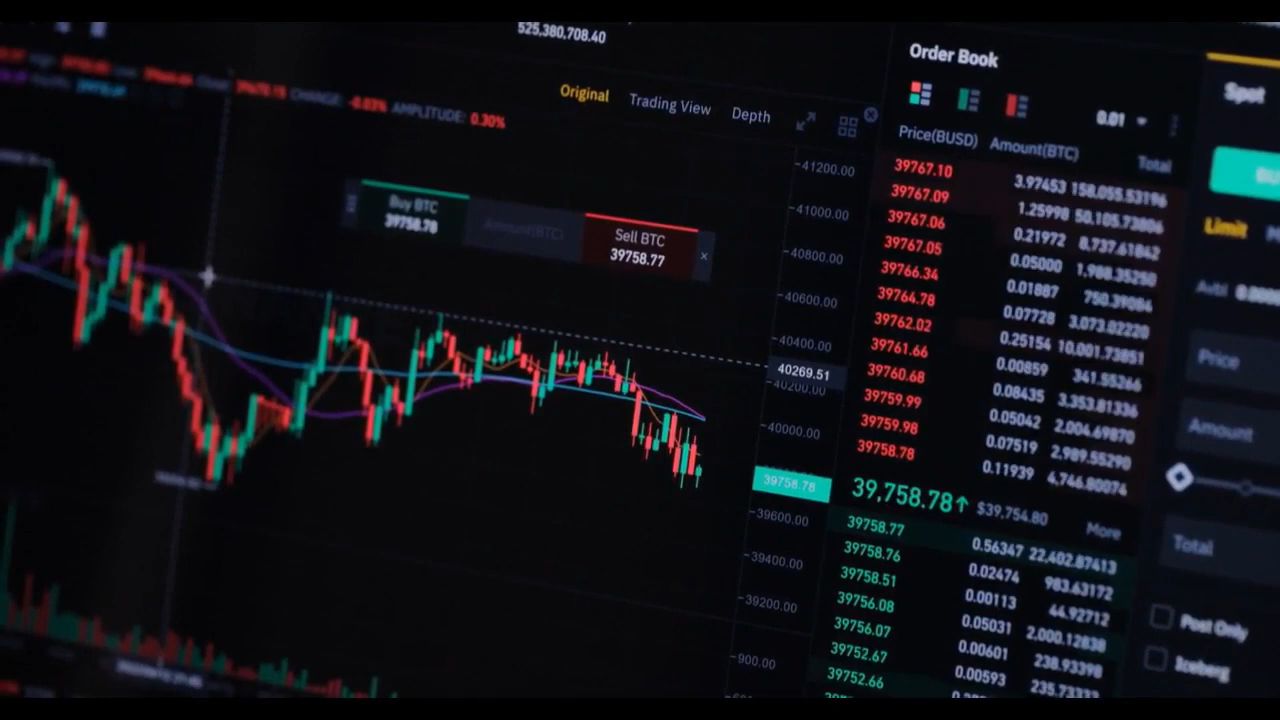 525,380,708.40
CHANGE: -0.83% AMPLITUDE: 0.30%
Original Trading View Depth
Buy BTC
39758.78
Amount(BTC)
Sell BTC
39758.77
×
41200.00
41000.00
40800.00
40600.00
40400.00
40269.51
40200.00
40000.00
39758.78
39600.00
39400.00
39200.00
900.00
Order Book
0.01
Price(BUSD) Amount(BTC) Total
39767.10 3.97453 158,055.53196
39767.09 1.25998 50,105.73806
39767.06 0.21972 8,737.61842
39767.05 0.05000 1,988.35250
39766.34 0.01887 750.39084
39764.78 0.07728 3,073.02220
39762.02 0.25154 10,001.73851
39761.66 0.00859 341.55266
39760.68 0.08435 3,353.81336
39759.99 0.05042 2,004.69870
39759.98 0.07519 2,989.55290
39758.78 0.11939 4,746.80074
39,758.78↑ $39,754.80 More
39758.77 0.56347 22,402.87413
39758.76 0.02474 983.63172
39758.51 0.00113 44.92712
39756.08 0.05031 2,000.12838
39756.07 0.00601 238.93398
39752.67 0.00593 235.73333
39752.66
Spot
Limit
Avbl
Price
Amount
Total
Post Only
Iceberg